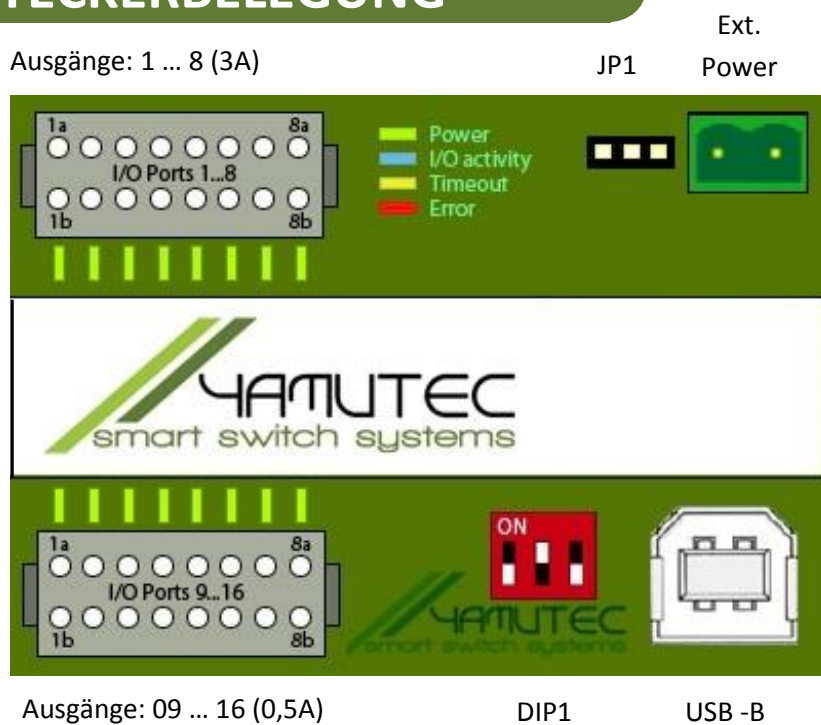 TECKERBELEGUNG
Ausgänge: 1 ... 8 (3A)
JP1
Ext.
Power
1a
8a
I/O Ports 1...8
1b
8b
Power
I/O activity
Timeout
Error
YAMUTEC
smart switch systems
1a
8a
I/O Ports 9...16
1b
8b
ON
YAMUTEC
smart switch systems
Ausgänge: 09 ... 16 (0,5A)
DIP1
USB -B